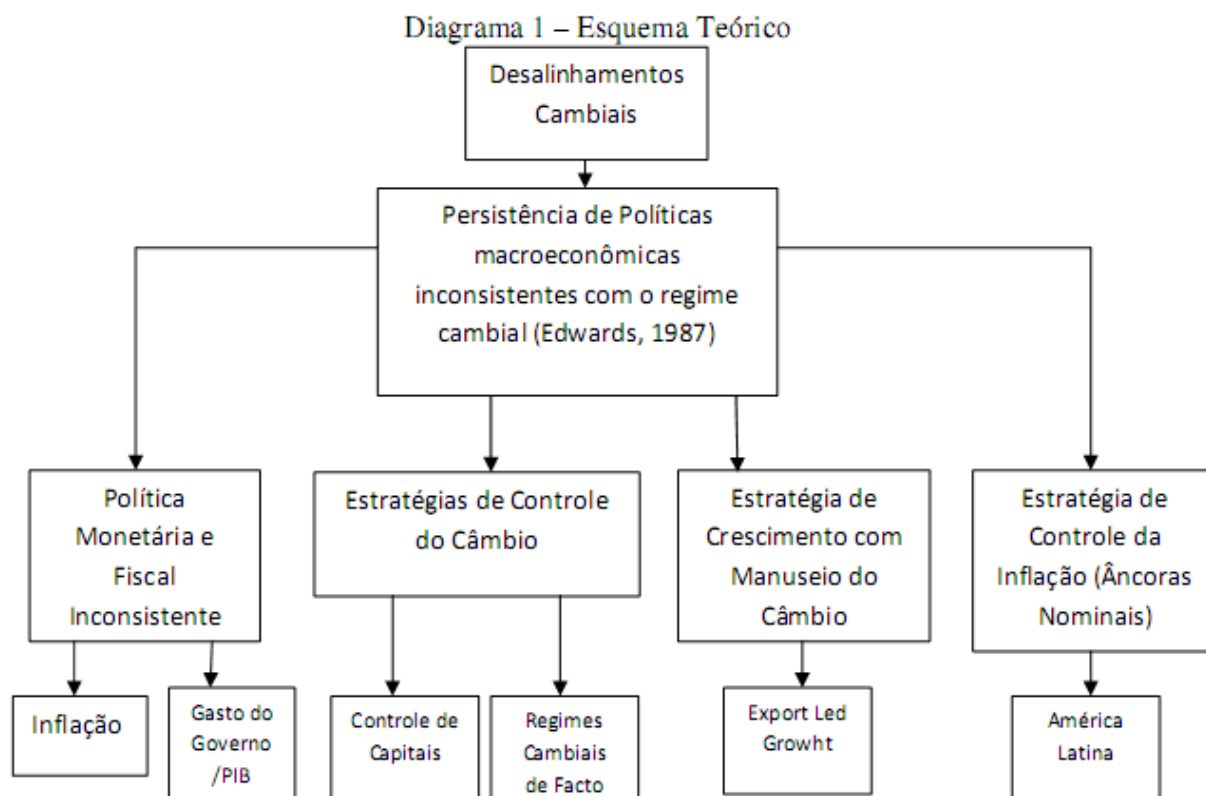 Diagrama 1 – Esquema Teórico
Desalinhamentos
Cambiais
Persistência de Políticas
macroeconômicas
inconsistentes com o regime
cambial (Edwards, 1987)
Política
Monetária e
Fiscal
Inconsistente
Estratégias de Controle
do Câmbio
Estratégia de
Crescimento com
Manuseio do
Câmbio
Estratégia de
Controle da
Inflação (Âncoras
Nominais)
Inflação
Gasto do
Governo
/PIB
Controle de
Capitais
Regimes
Cambiais
de Facto
Export Led
Growht
América
Latina